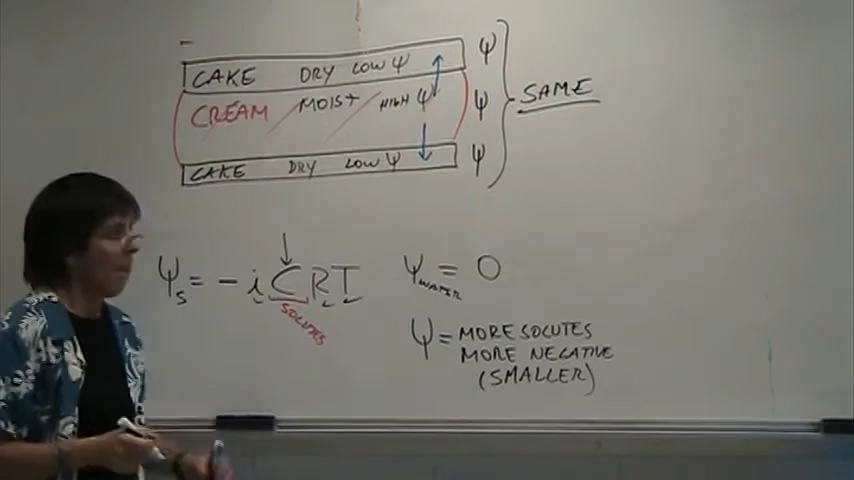 CAKE DRY LOW Ψ Ψ
CREAM MOIST HIGH Ψ Ψ SAME
CAKE DRY LOW Ψ Ψ
Ψs = - iCRT
SOLUTES
ΨWATER = 0
Ψ = MORE SOLUTES
MORE NEGATIVE
(SMALLER)